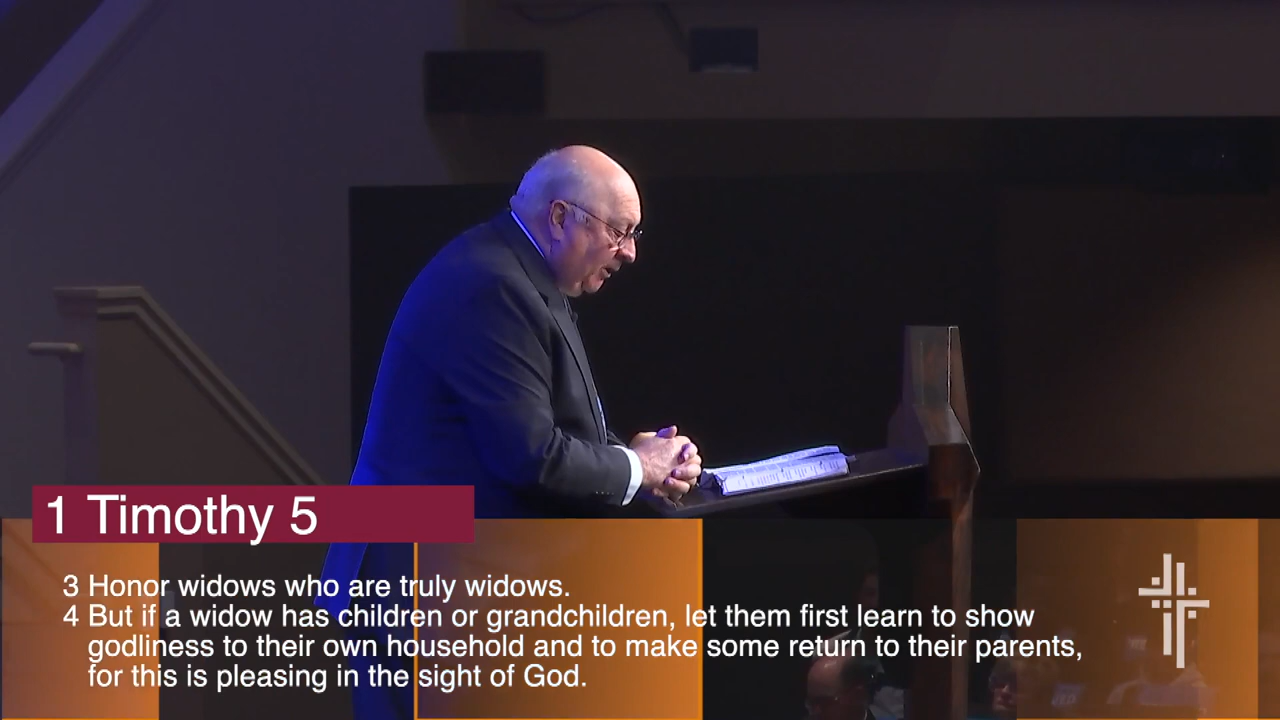 1 Timothy 5
3 Honor widows who are truly widows.
4 But if a widow has children or grandchildren, let them first learn to show
godliness to their own household and to make some return to their parents,
for this is pleasing in the sight of God.